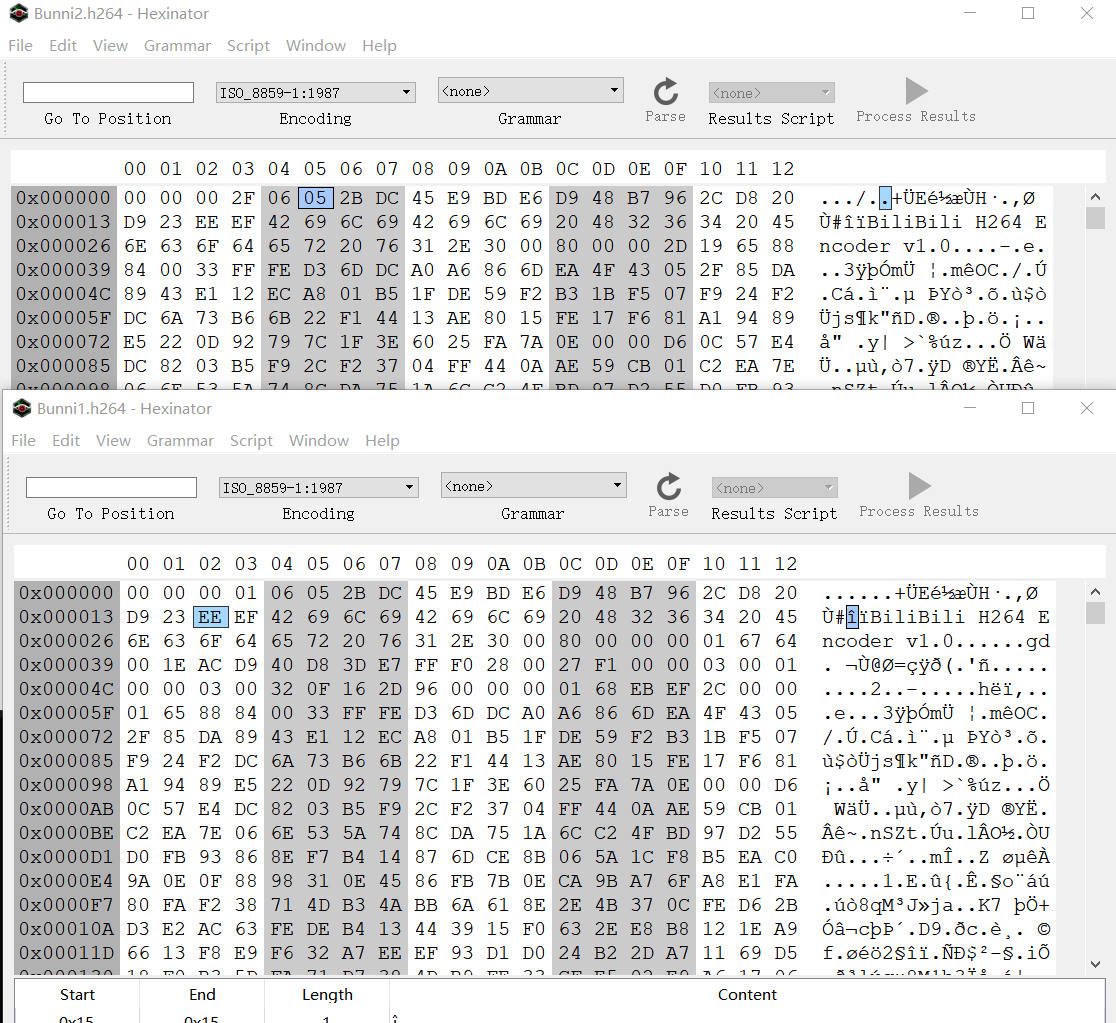 Bunni2.h264 - Hexinator
File Edit View Grammar Script Window Help
ISO_8859-1:1987 <none> <none>
Go To Position Encoding Grammar Parse Results Script Process Results
00 01 02 03 04 05 06 07 08 09 0A 0B 0C 0D 0E 0F 10 11 12
0x000000 00 00 00 2F 06 05 2B DC 45 E9 BD E6 D9 48 B7 96 2C D8 20 .../..+ÜEé½æÙH·.,Ø
0x000013 D9 23 EE EF 42 69 6C 69 42 69 6C 69 20 48 32 36 34 20 45 Ù#îïBiliBili H264 E
0x000026 6E 63 6F 64 65 72 20 76 31 2E 30 00 80 00 00 2D 19 65 88 ncoder v1.0....-.e.
0x000039 84 00 33 FF FE D3 6D DC A0 A6 86 6D EA 4F 43 05 2F 85 DA ..3ÿþÓmÜ ¦.mêOC./.Ú
0x00004C 89 43 E1 12 EC A8 01 B5 1F DE 59 F2 B3 1B F5 07 F9 24 F2 .Cá.ì¨.µ ÞYò³.õ.ù$ò
0x00005F DC 6A 73 B6 6B 22 F1 44 13 AE 80 15 FE 17 F6 81 A1 94 89 Üjs¶k"ñD.®..þ.ö.¡..
0x000072 E5 22 0D 92 79 7C 1F 3E 60 25 FA 7A 0E 00 00 D6 0C 57 E4 å" .y| >`%úz...Ö Wä
0x000085 DC 82 03 B5 F9 2C F2 37 04 FF 44 0A AE 59 CB 01 C2 EA 7E Ü..µù,ò7.ÿD ®YË.Âê~
Bunni1.h264 - Hexinator
File Edit View Grammar Script Window Help
ISO_8859-1:1987 <none> <none>
Go To Position Encoding Grammar Parse Results Script Process Results
00 01 02 03 04 05 06 07 08 09 0A 0B 0C 0D 0E 0F 10 11 12
0x000000 00 00 00 01 06 05 2B DC 45 E9 BD E6 D9 48 B7 96 2C D8 20 ......+ÜEé½æÙH·.,Ø
0x000013 D9 23 EE EF 42 69 6C 69 42 69 6C 69 20 48 32 36 34 20 45 Ù#îïBiliBili H264 E
0x000026 6E 63 6F 64 65 72 20 76 31 2E 30 00 80 00 00 00 01 67 64 ncoder v1.0......gd
0x000039 00 1E AC D9 40 D8 3D E7 FF F0 28 00 27 F1 00 00 03 00 01 . ¬Ù@Ø=çÿð(.'ñ.....
0x00004C 00 00 03 00 32 0F 16 2D 96 00 00 00 01 68 EB EF 2C 00 00 ....2..-.....hëï,..
0x00005F 01 65 88 84 00 33 FF FE D3 6D DC A0 A6 86 6D EA 4F 43 05 .e...3ÿþÓmÜ ¦.mêOC.
0x000072 2F 85 DA 89 43 E1 12 EC A8 01 B5 1F DE 59 F2 B3 1B F5 07 /.Ú.Cá.ì¨.µ ÞYò³.õ.
0x000085 F9 24 F2 DC 6A 73 B6 6B 22 F1 44 13 AE 80 15 FE 17 F6 81 ù$òÜjs¶k"ñD.®..þ.ö.
0x000098 A1 94 89 E5 22 0D 92 79 7C 1F 3E 60 25 FA 7A 0E 00 00 D6 ¡..å" .y| >`%úz...Ö
0x0000AB 0C 57 E4 DC 82 03 B5 F9 2C F2 37 04 FF 44 0A AE 59 CB 01 WäÜ..µù,ò7.ÿD ®YË.
0x0000BE C2 EA 7E 06 6E 53 5A 74 8C DA 75 1A 6C C2 4F BD 97 D2 55 Âê~.nSZt.Úu.lÂO½.ÒU
0x0000D1 D0 FB 93 86 8E F7 B4 14 87 6D CE 8B 06 5A 1C F8 B5 EA C0 Ðû...÷´..mÎ..Z øµêÀ
0x0000E4 9A 0E 0F 88 98 31 0E 45 86 FB 7B 0E CA 9B A7 6F A8 E1 FA .....1.E.û{.Ê.§o¨áú
0x0000F7 80 FA F2 38 71 4D B3 4A BB 6A 61 8E 2E 4B 37 0C FE D6 2B .úò8qM³J»ja..K7 þÖ+
0x00010A D3 E2 AC 63 FE DE B4 13 44 39 15 F0 63 2E E8 B8 12 1E A9 Óâ¬cþÞ´.D9.ðc.è¸. ©
0x00011D 66 13 F8 E9 F6 32 A7 EE EF 93 D1 D0 24 B2 2D A7 11 69 D5 f.øéö2§îï.ÑÐ$²-§.iÕ
Start End Length Content
0x15 0x15 1 î